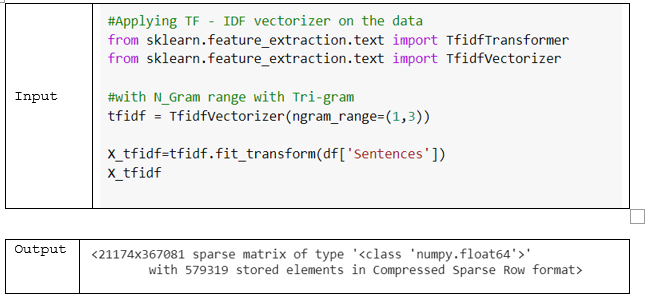 Input
#Applying TF - IDF vectorizer on the data
from sklearn.feature_extraction.text import TfidfTransformer
from sklearn.feature_extraction.text import TfidfVectorizer
#with N_Gram range with Tri-gram
tfidf = TfidfVectorizer(ngram_range=(1,3))
X_tfidf=tfidf.fit_transform(df['Sentences'])
X_tfidf
Output
<21174x367081 sparse matrix of type '<class 'numpy.float64'>'
with 579319 stored elements in Compressed Sparse Row format>